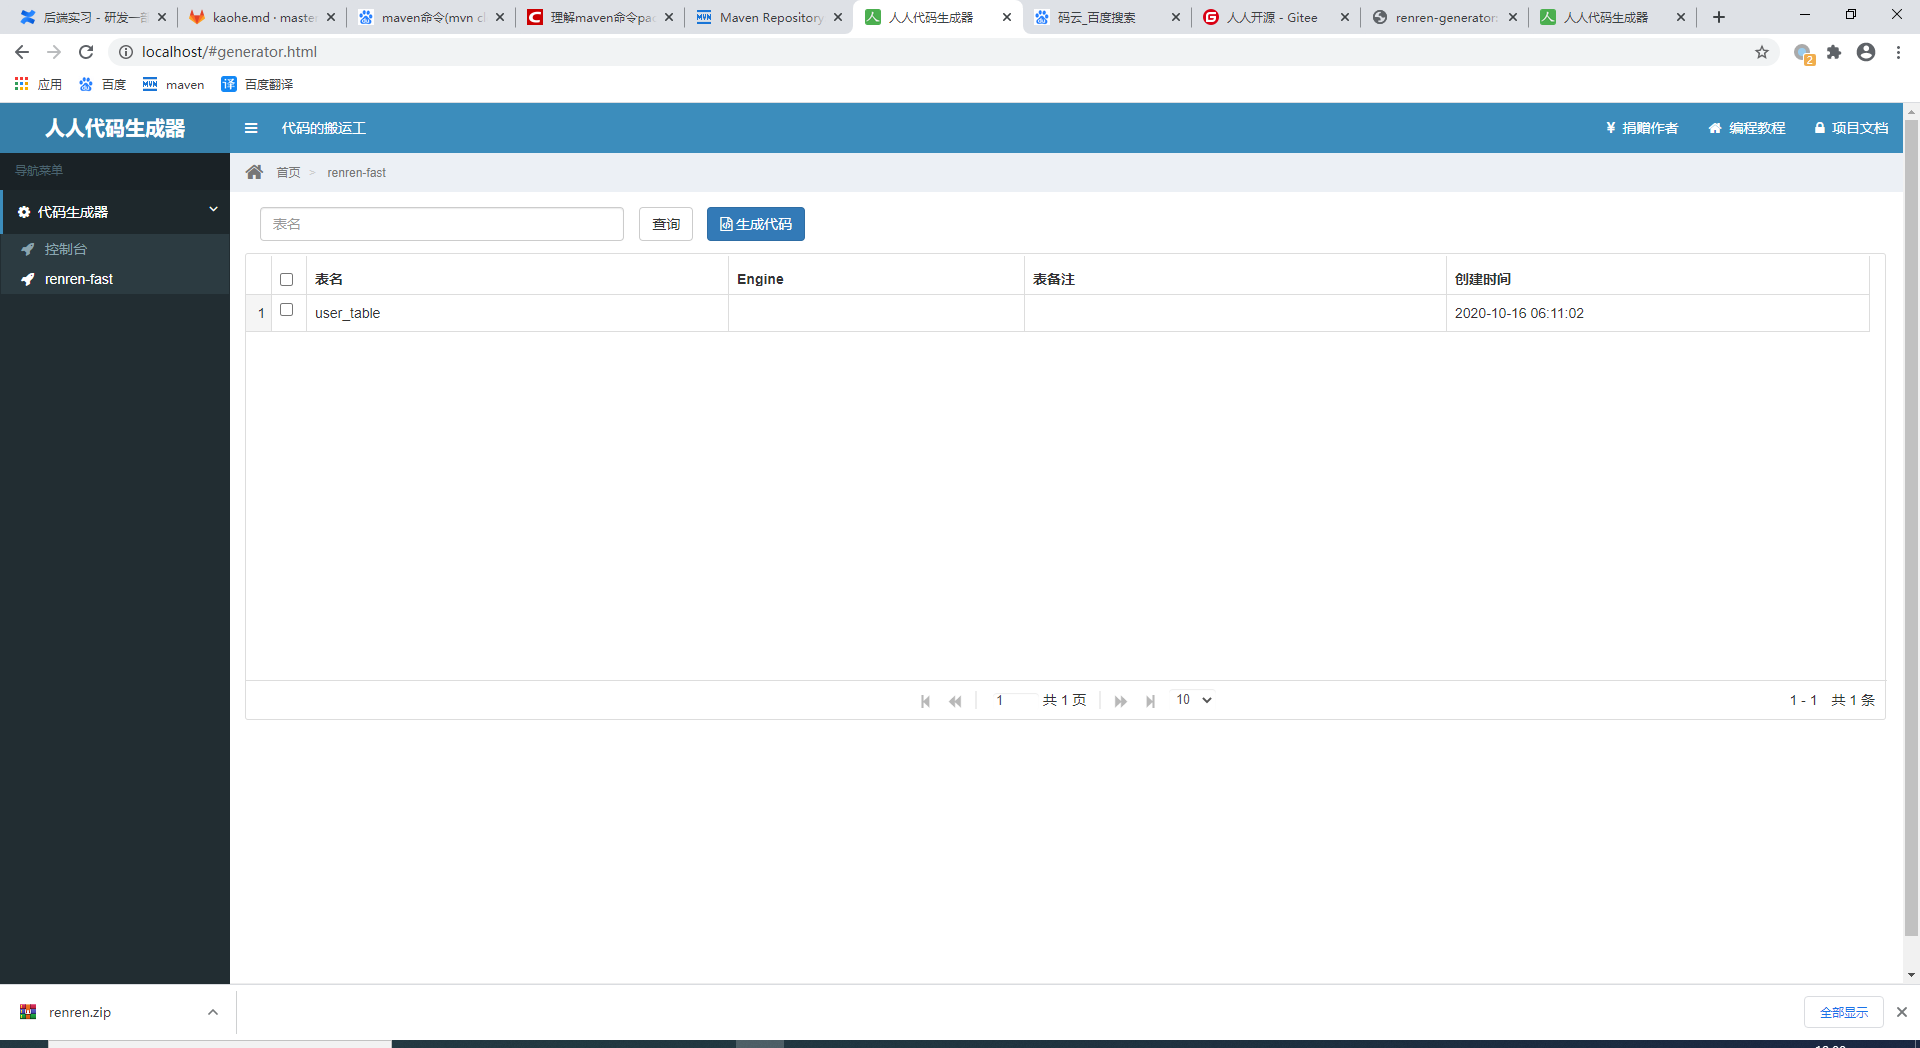 后端实习 - 研发一部
kaohe.md · master
maven命令(mvn cl
理解maven命令pac
Maven Repository
人人代码生成器
码云_百度搜索
人人开源 - Gitee
renren-generator:
人人代码生成器
localhost/#generator.html
2
应用
百度
MVN
maven
译
百度翻译
人人代码生成器
代码的搬运工
¥ 捐赠作者
编程教程
项目文档
导航菜单
首页 > renren-fast
代码生成器
控制台
renren-fast
表名
查询
生成代码
表名 Engine 表备注 创建时间
1 user_table 2020-10-16 06:11:02
1 共 1 页 10
1 - 1 共 1 条
renren.zip
全部显示